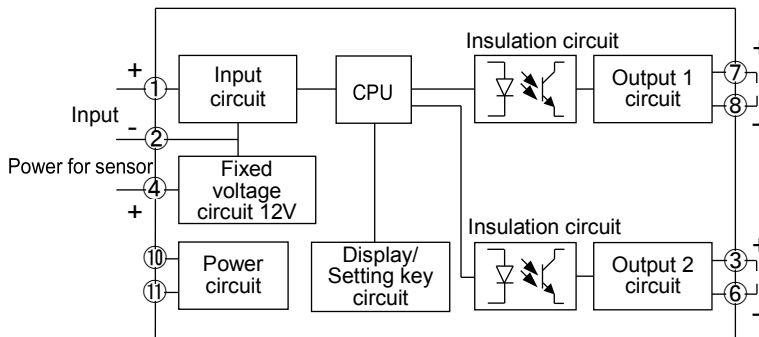 Insulation circuit
+
①
Input
circuit
CPU
Output 1
circuit
+
⑦
⑧
-
Input
-
②
Power for sensor
④
+
Fixed
voltage
circuit 12V
⑩
⑪
Power
circuit
Display/
Setting key
circuit
Insulation circuit
Output 2
circuit
+
③
⑥
-